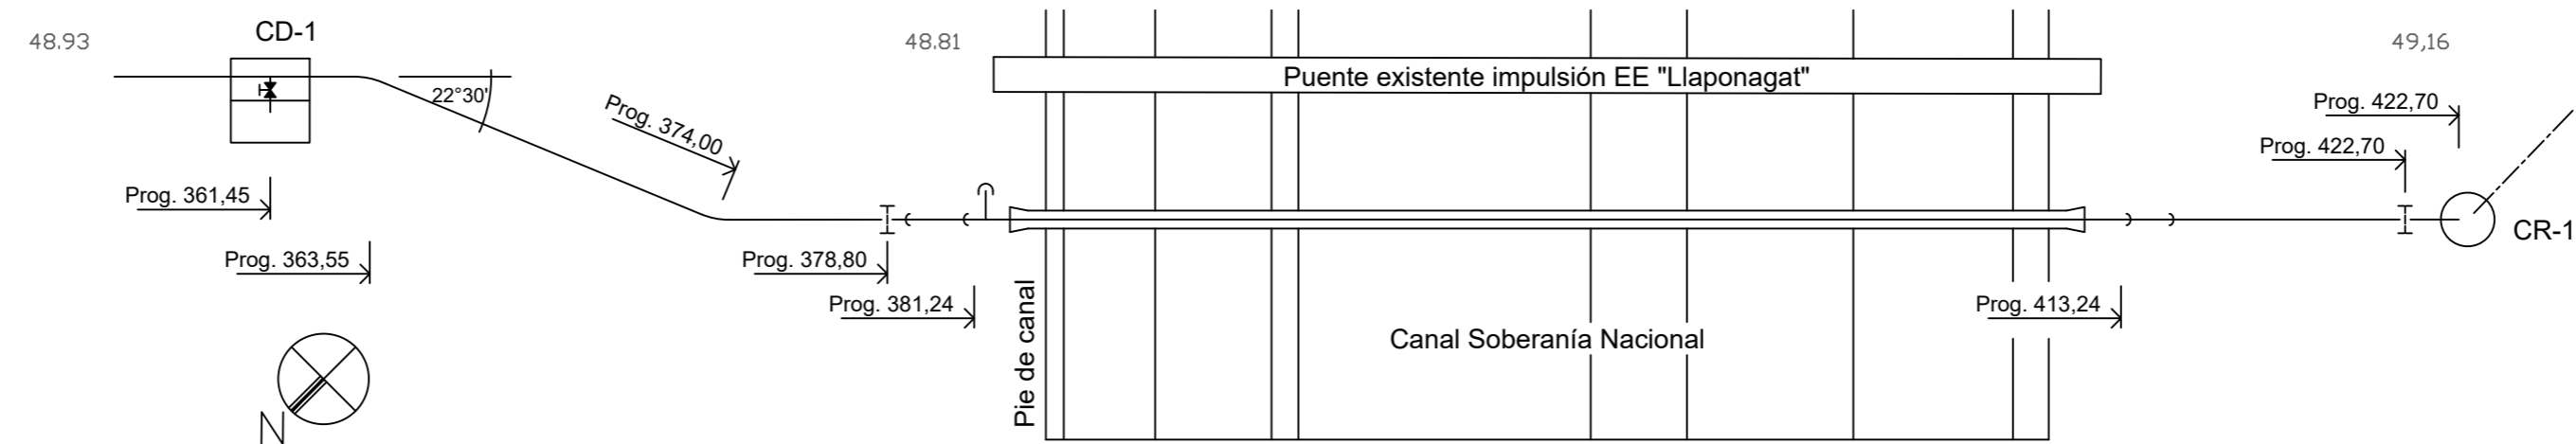 CD-1
48.93
48.81
49,16
Puente existente impulsión EE "Llaponagat"
22°30'
Prog. 374,00
Prog. 422,70
Prog. 422,70
Prog. 361,45
CR-1
Prog. 363,55
Prog. 378,80
Prog. 381,24
Prog. 413,24
Pie de canal
Canal Soberanía Nacional
N